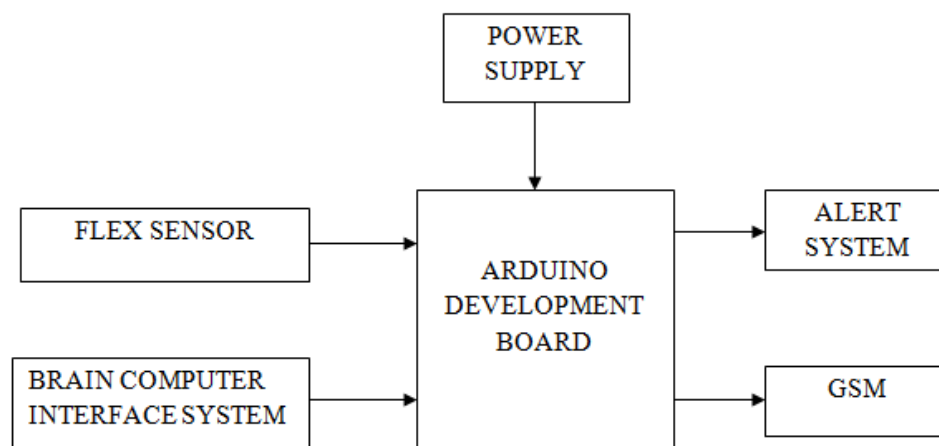 POWER
SUPPLY
FLEX SENSOR
ALERT
SYSTEM
ARDUINO
DEVELOPMENT
BOARD
BRAIN COMPUTER
INTERFACE SYSTEM
GSM